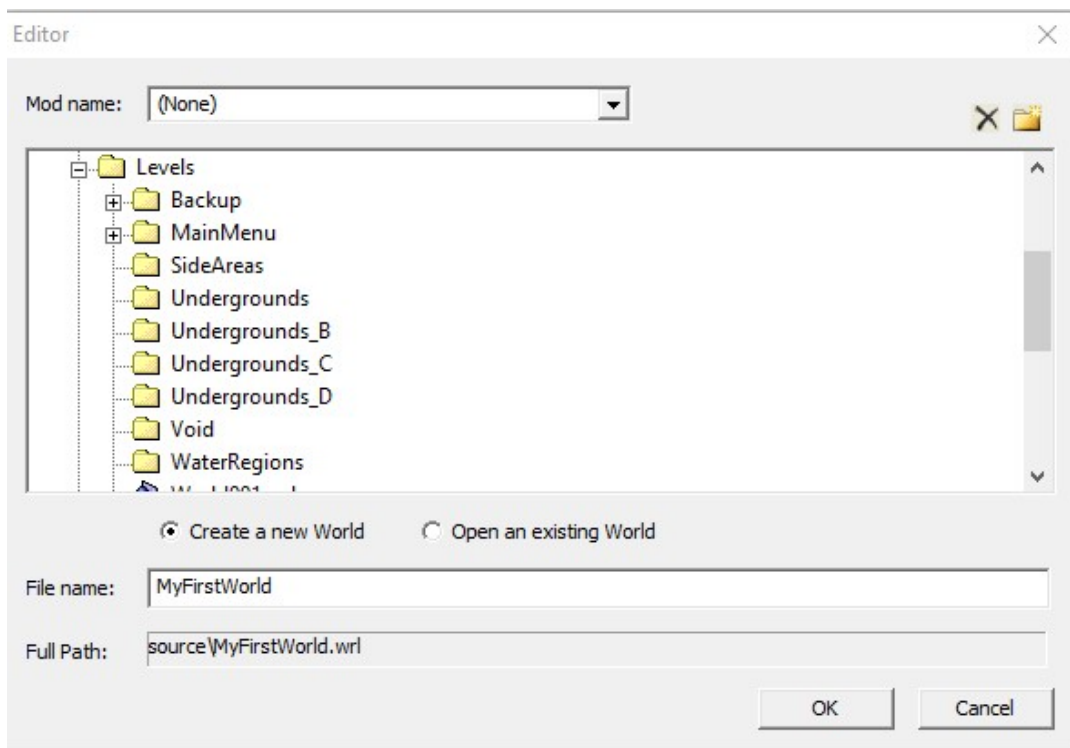 Editor
Mod name: (None)
Levels
Backup
MainMenu
SideAreas
Undergrounds
Undergrounds_B
Undergrounds_C
Undergrounds_D
Void
WaterRegions
Create a new World Open an existing World
File name: MyFirstWorld
Full Path: source\MyFirstWorld.wrl
OK Cancel